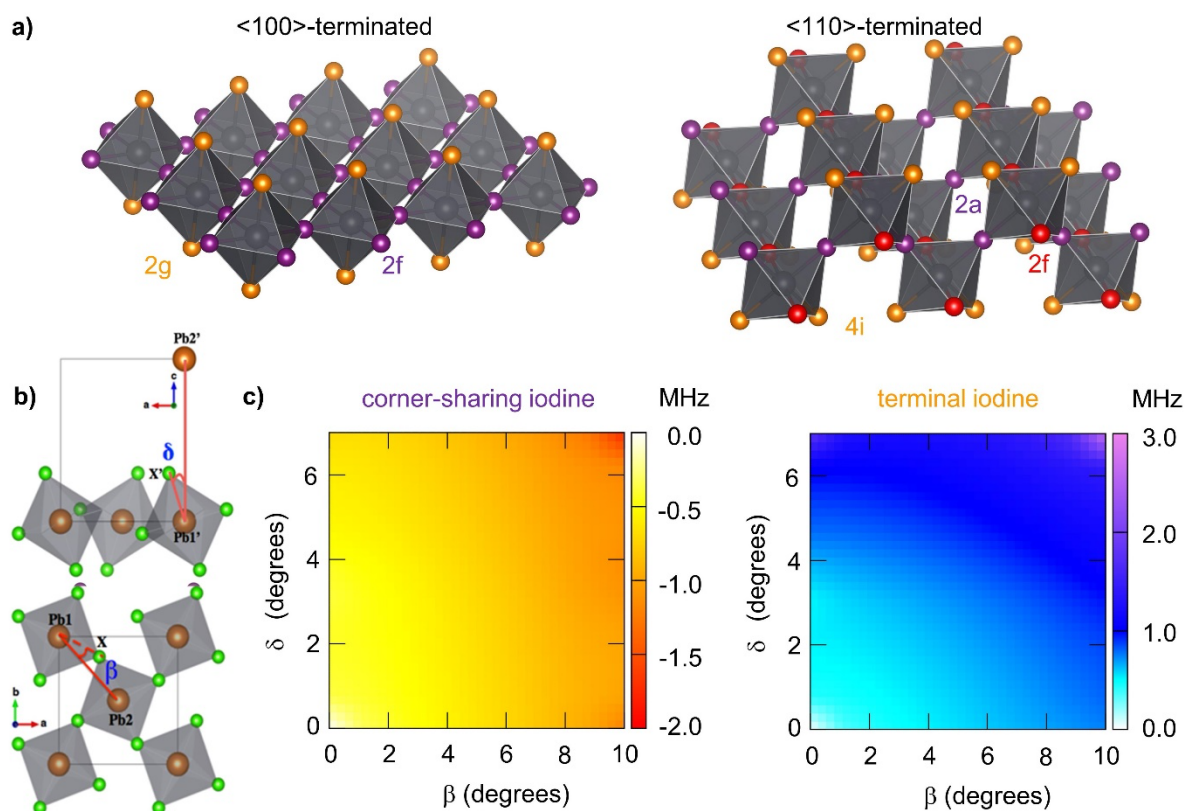 a)
<100>-terminated
<110>-terminated
2g
2f
2a
2f
4i
b)
Pb2'
c
a
δ
X'
Pb1'
Pb1
X
β
Pb2
b
a
c)
corner-sharing iodine
MHz
0.0
-0.5
-1.0
-1.5
-2.0
6
4
2
0
δ (degrees)
0 2 4 6 8 10
β (degrees)
terminal iodine
MHz
3.0
2.0
1.0
0.0
6
4
2
0
δ (degrees)
0 2 4 6 8 10
β (degrees)